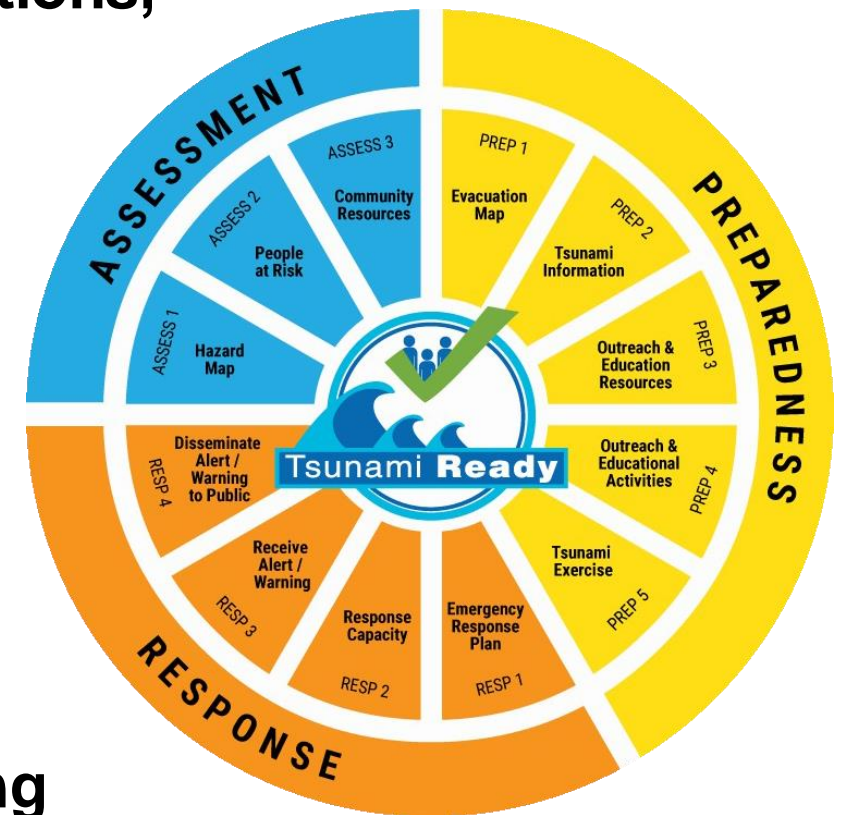 tions,
ASSESSMENT
ASSESS 1
Hazard
Map
ASSESS 2
People
at Risk
ASSESS 3
Community
Resources
PREPAREDNESS
PREP 1
Evacuation
Map
PREP 2
Tsunami
Information
PREP 3
Outreach &
Education
Resources
PREP 4
Outreach &
Educational
Activities
PREP 5
Tsunami
Exercise
RESPONSE
RESP 1
Emergency
Response
Plan
RESP 2
Response
Capacity
RESP 3
Receive
Alert /
Warning
RESP 4
Disseminate
Alert /
Warning
to Public
Tsunami Ready
ng